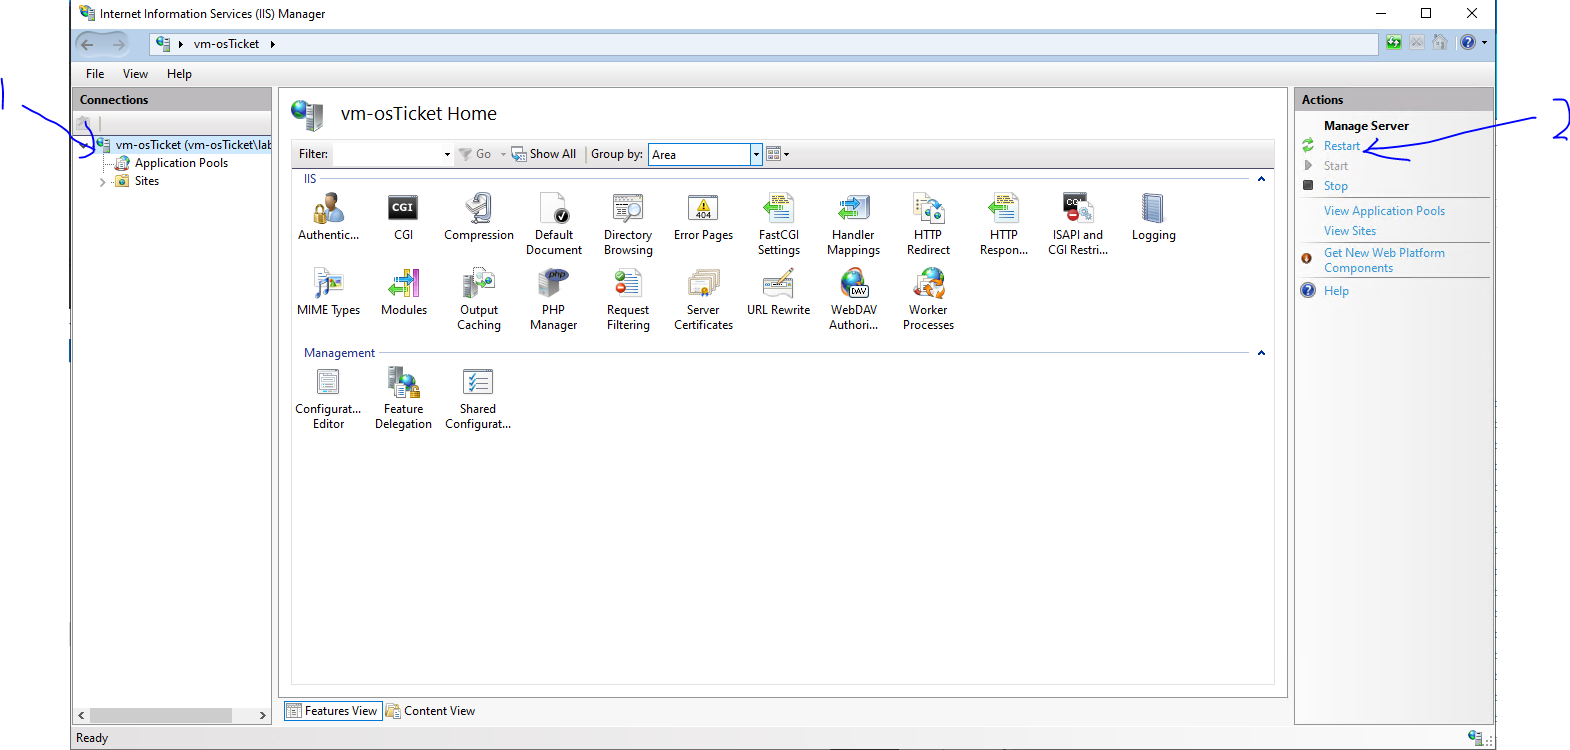 Internet Information Services (IIS) Manager
vm-osTicket
File View Help
1
Connections
vm-osTicket (vm-osTicket\lab
Application Pools
Sites
vm-osTicket Home
Filter: Go Show All Group by: Area
IIS
Authentic...
CGI
CGI
Compression
Default
Document
Directory
Browsing
404
Error Pages
FastCGI
Settings
Handler
Mappings
HTTP
Redirect
HTTP
Respon...
ISAPI and
CGI Restri...
Logging
MIME Types
Modules
Output
Caching
php
PHP
Manager
Request
Filtering
Server
Certificates
URL Rewrite
DAV
WebDAV
Authori...
Worker
Processes
Management
Configurat...
Editor
Feature
Delegation
Shared
Configurat...
Features View Content View
Actions
Manage Server
Restart
2
Start
Stop
View Application Pools
View Sites
Get New Web Platform
Components
Help
Ready